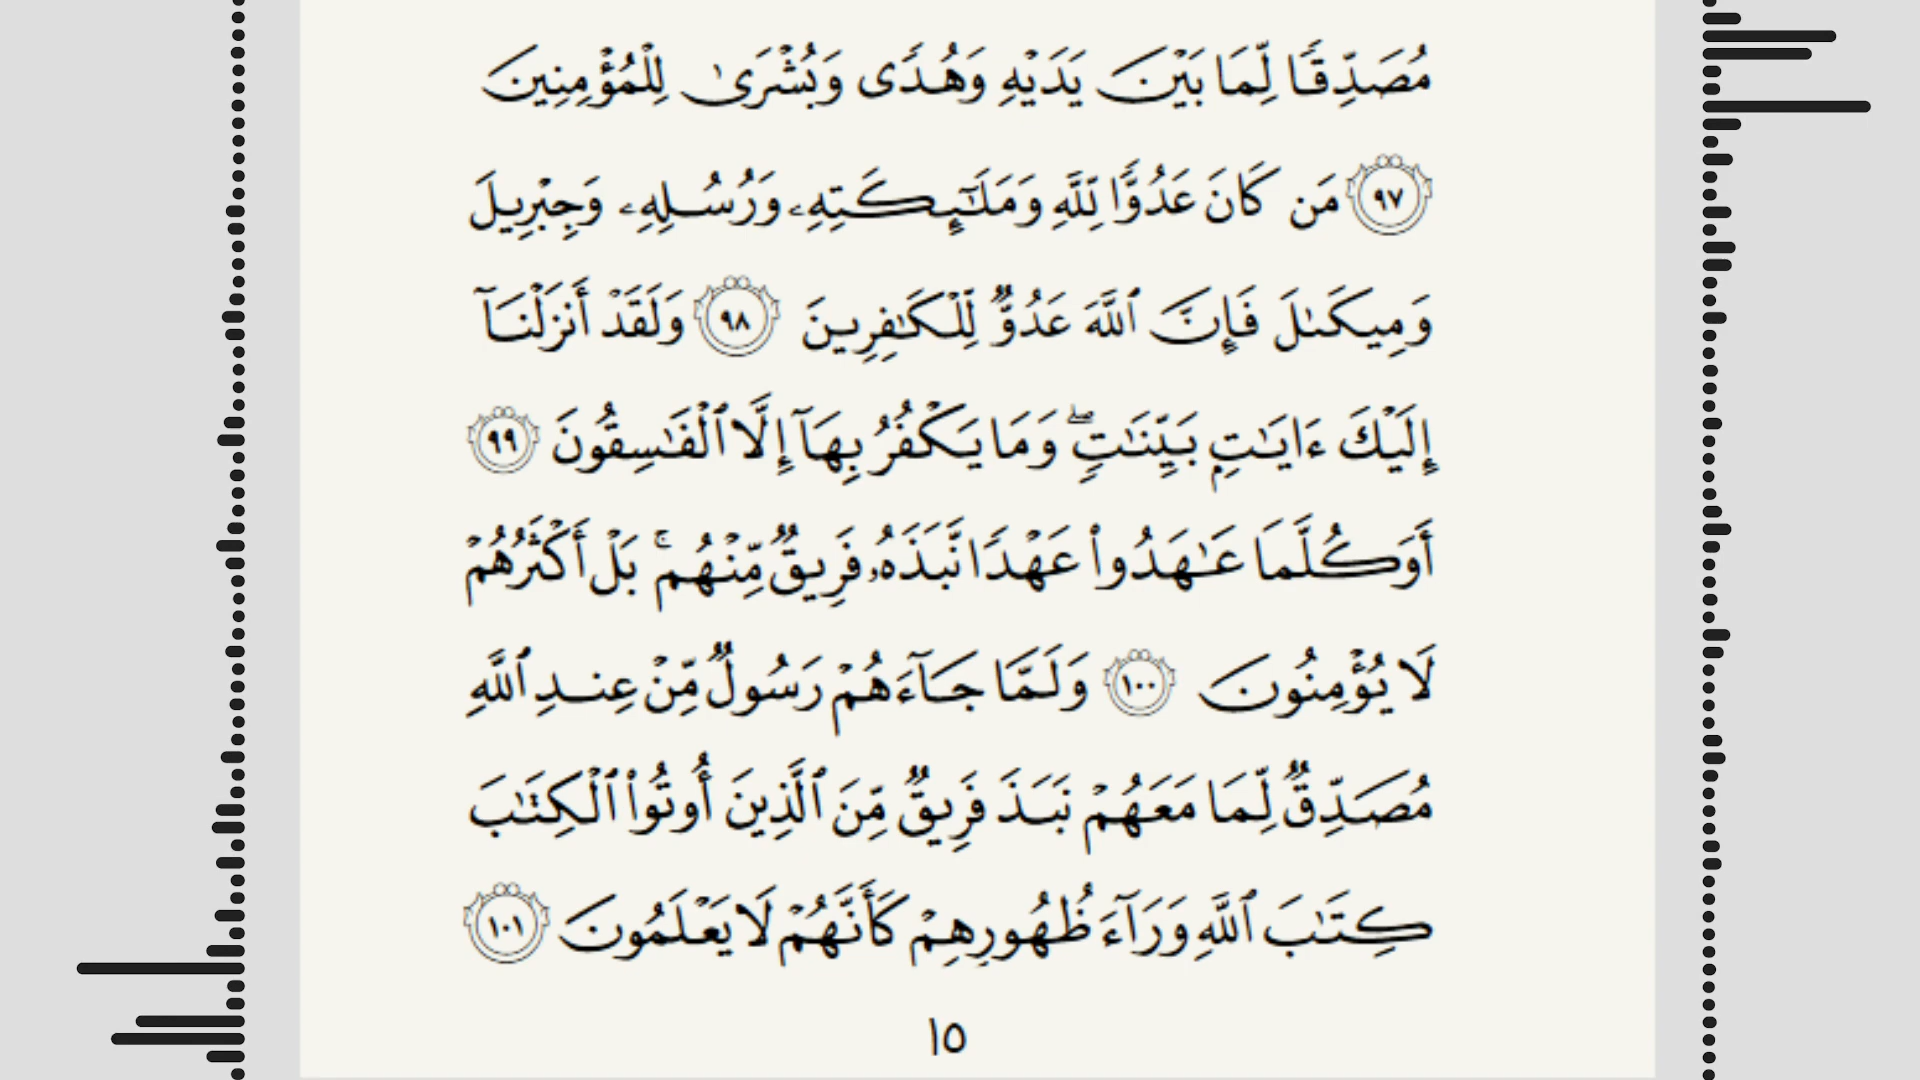 مُصَدِّقٗا لِّمَا بَيۡنَ يَدَيۡهِ وَهُدٗى وَبُشۡرَىٰ لِلۡمُؤۡمِنِينَ
٩٧ مَن كَانَ عَدُوّٗا لِّلَّهِ وَمَلَٰٓئِكَتِهِۦ وَرُسُلِهِۦ وَجِبۡرِيلَ
وَمِيكَىٰلَ فَإِنَّ ٱللَّهَ عَدُوّٞ لِّلۡكَٰفِرِينَ ٩٨ وَلَقَدۡ أَنزَلۡنَآ
إِلَيۡكَ ءَايَٰتِۭ بَيِّنَٰتٖۖ وَمَا يَكۡفُرُ بِهَآ إِلَّا ٱلۡفَٰسِقُونَ ٩٩
أَوَكُلَّمَا عَٰهَدُواْ عَهۡدٗا نَّبَذَهُۥ فَرِيقٞ مِّنۡهُمۚ بَلۡ أَكۡثَرُهُمۡ
لَا يُؤۡمِنُونَ ١٠٠ وَلَمَّا جَآءَهُمۡ رَسُولٞ مِّنۡ عِندِ ٱللَّهِ
مُصَدِّقٞ لِّمَا مَعَهُمۡ نَبَذَ فَرِيقٞ مِّنَ ٱلَّذِينَ أُوتُواْ ٱلۡكِتَٰبَ
كِتَٰبَ ٱللَّهِ وَرَآءَ ظُهُورِهِمۡ كَأَنَّهُمۡ لَا يَعۡلَمُونَ ١٠١
١٥